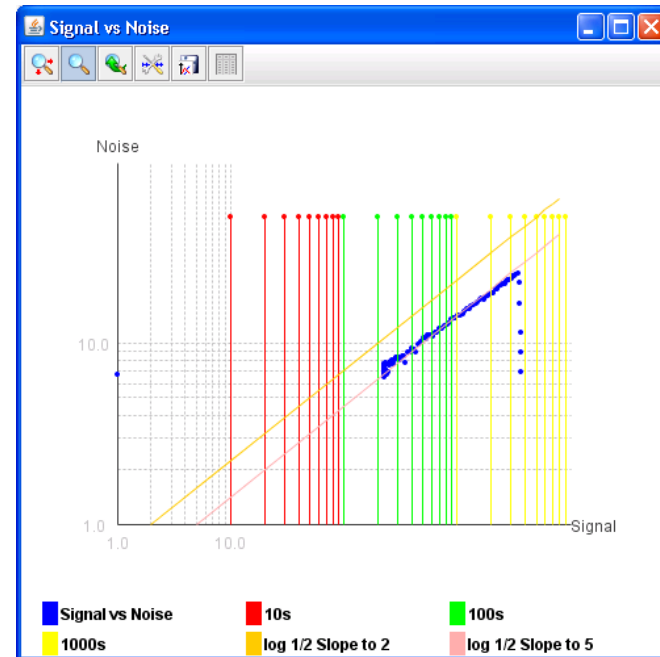 Signal vs Noise
Noise
10.0
1.0
Signal
1.0 10.0
Signal vs Noise 10s 100s
1000s log 1/2 Slope to 2 log 1/2 Slope to 5